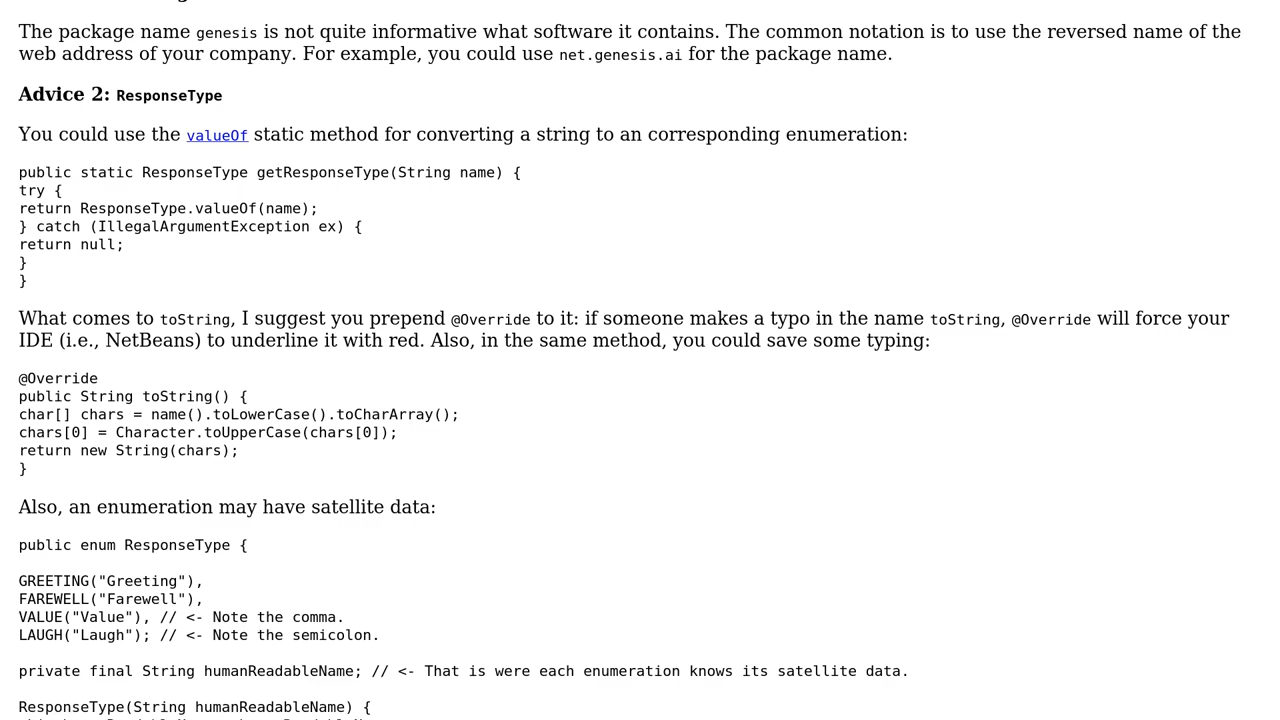 The package name genesis is not quite informative what software it contains. The common notation is to use the reversed name of the
web address of your company. For example, you could use net.genesis.ai for the package name.
Advice 2: ResponseType
You could use the valueOf static method for converting a string to an corresponding enumeration:
public static ResponseType getResponseType(String name) {
try {
return ResponseType.valueOf(name);
} catch (IllegalArgumentException ex) {
return null;
}
}
What comes to toString, I suggest you prepend @Override to it: if someone makes a typo in the name toString, @Override will force your
IDE (i.e., NetBeans) to underline it with red. Also, in the same method, you could save some typing:
@Override
public String toString() {
char[] chars = name().toLowerCase().toCharArray();
chars[0] = Character.toUpperCase(chars[0]);
return new String(chars);
}
Also, an enumeration may have satellite data:
public enum ResponseType {
GREETING("Greeting"),
FAREWELL("Farewell"),
VALUE("Value"), // <- Note the comma.
LAUGH("Laugh"); // <- Note the semicolon.
private final String humanReadableName; // <- That is were each enumeration knows its satellite data.
ResponseType(String humanReadableName) {